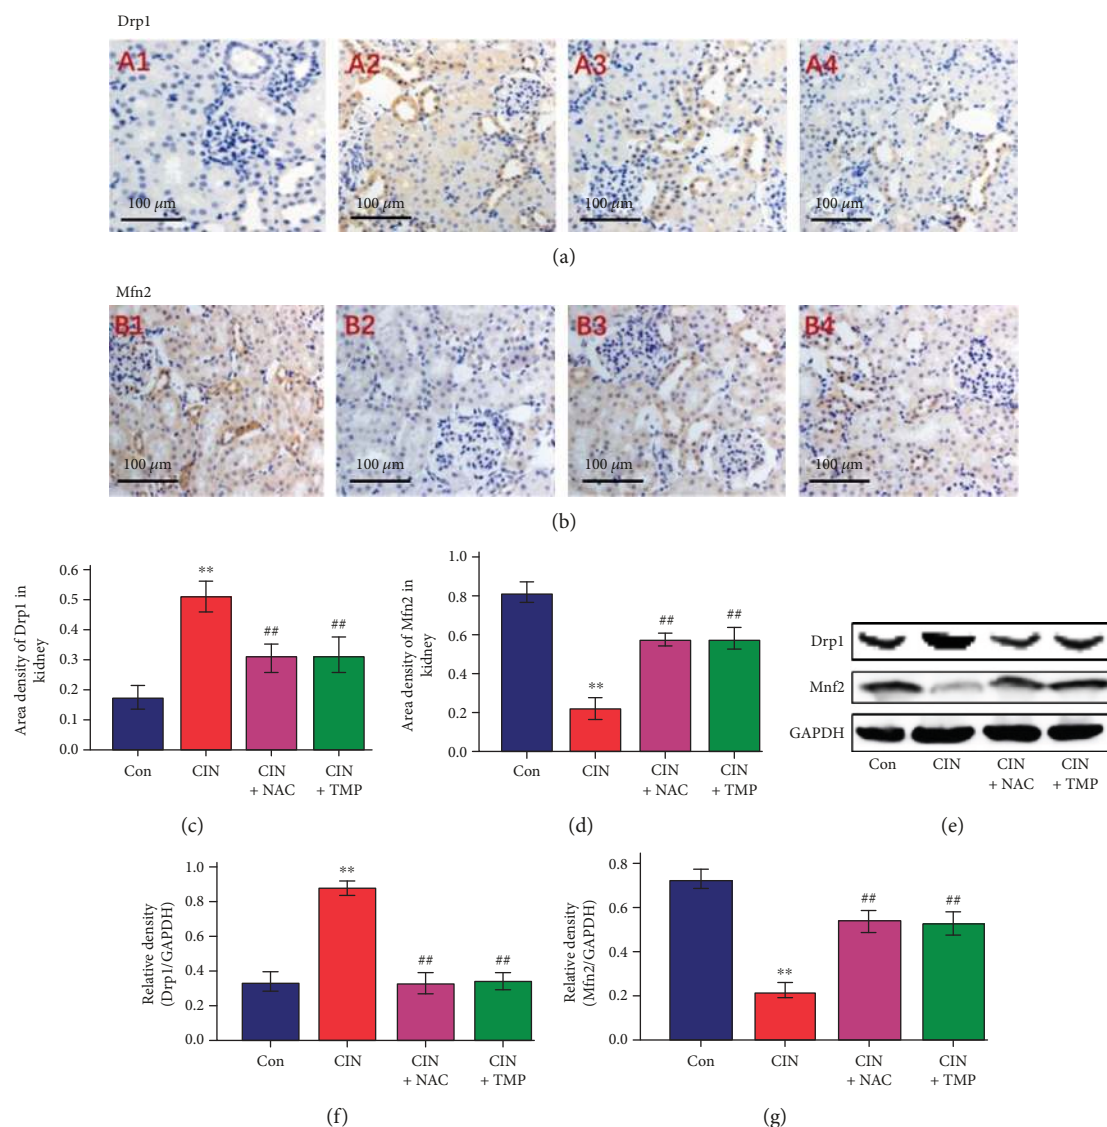 Drp1
A1 A2 A3 A4
100 µm 100 µm 100 µm 100 µm
(a)
Mfn2
B1 B2 B3 B4
100 µm 100 µm 100 µm 100 µm
(b)
Area density of Drp1 in
kidney
0.6
0.5
0.3
0.2
0.1
0.0
**
##
##
Con CIN CIN CIN
+ NAC + TMP
(c)
Area density of Mfn2 in
kidney
1.0
0.8
0.6
0.4
0.2
0.0
**
##
##
Con CIN CIN CIN
+ NAC + TMP
(d)
Drp1
Mnf2
GAPDH
Con CIN CIN CIN
+ NAC + TMP
(e)
Relative density
(Drp1/GAPDH)
1.0
0.8
0.6
0.4
0.2
0.0
**
##
##
Con CIN CIN CIN
+ NAC + TMP
(f)
Relative density
(Mfn2/GAPDH)
0.8
0.6
0.4
0.2
0.0
**
##
##
Con CIN CIN CIN
+ NAC + TMP
(g)